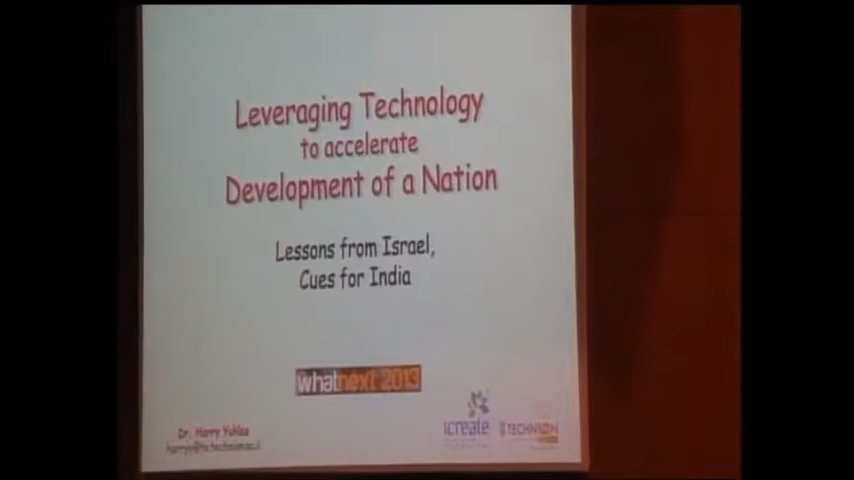 Leveraging Technology
to accelerate
Development of a Nation
Lessons from Israel,
Cues for India
whatnext 2013
Dr. Harry Yuklea
icreate
TECHNION